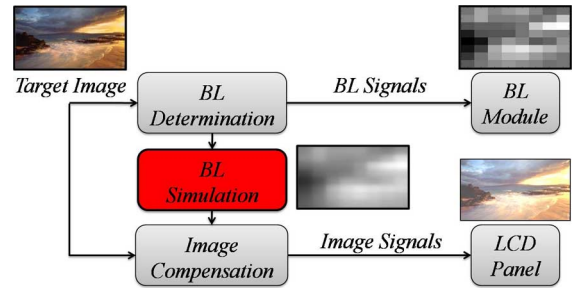 Target Image
BL
Determination
BL Signals
BL
Module
BL
Simulation
Image
Compensation
Image Signals
LCD
Panel